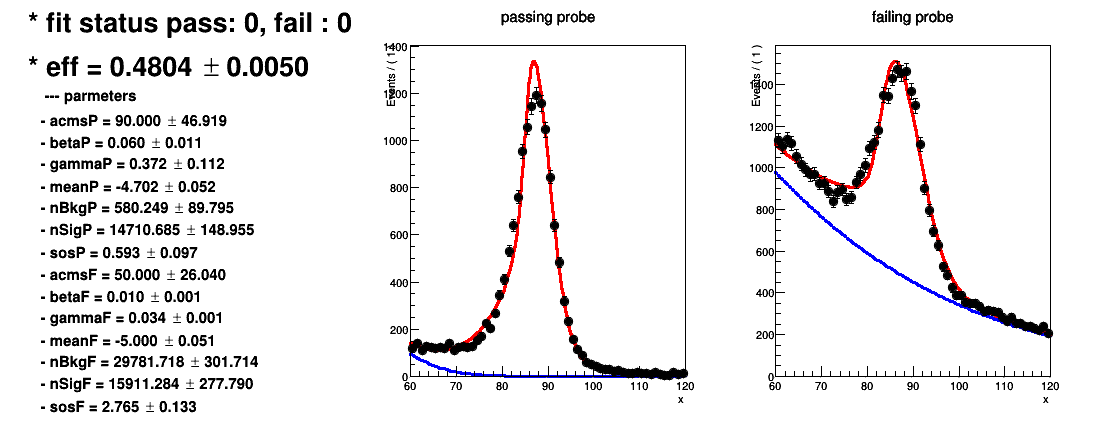 * fit status pass: 0, fail : 0
* eff = 0.4804 ± 0.0050
--- parmeters
- acmsP = 90.000 ± 46.919
- betaP = 0.060 ± 0.011
- gammaP = 0.372 ± 0.112
- meanP = -4.702 ± 0.052
- nBkgP = 580.249 ± 89.795
- nSigP = 14710.685 ± 148.955
- sosP = 0.593 ± 0.097
- acmsF = 50.000 ± 26.040
- betaF = 0.010 ± 0.001
- gammaF = 0.034 ± 0.001
- meanF = -5.000 ± 0.051
- nBkgF = 29781.718 ± 301.714
- nSigF = 15911.284 ± 277.790
- sosF = 2.765 ± 0.133
passing probe
Events / ( 1 )
1400
1200
1000
800
600
400
200
0
60 70 80 90 100 110 120
x
failing probe
Events / ( 1 )
1400
1200
1000
800
600
400
200
0
60 70 80 90 100 110 120
x